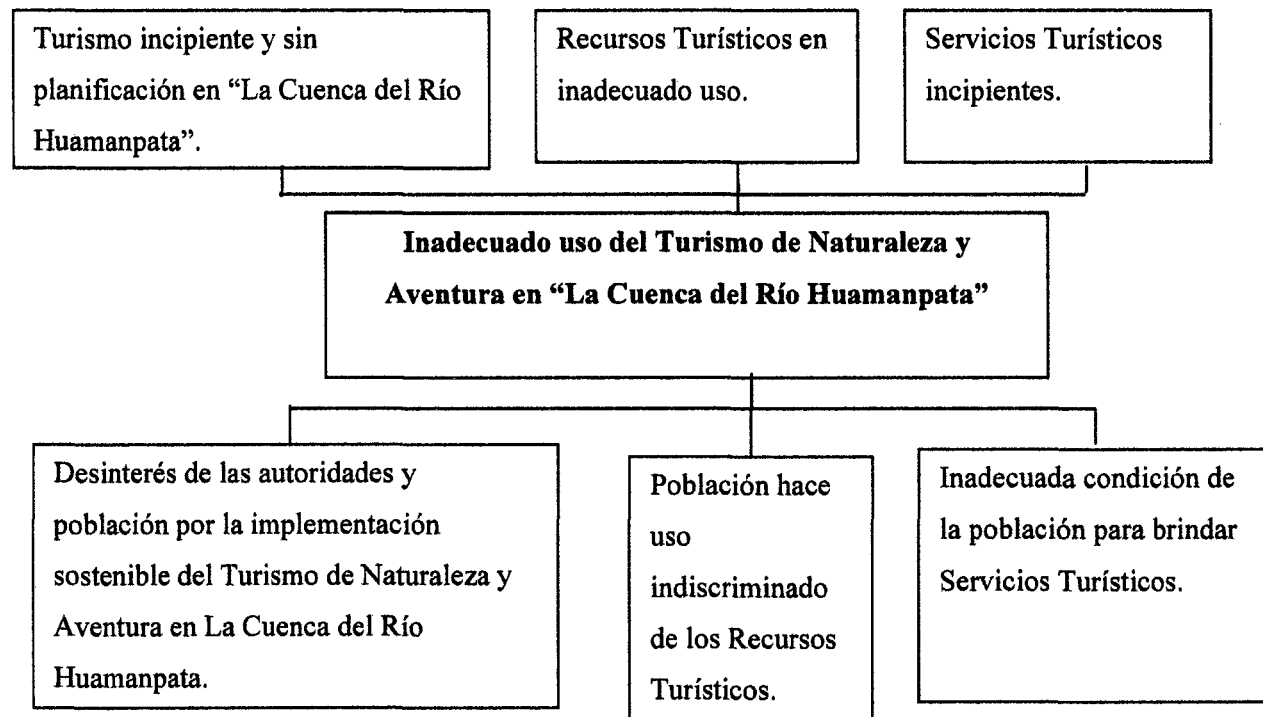 Turismo incipiente y sin
planificación en “La Cuenca del Río
Huamanpata”.
Recursos Turísticos en
inadecuado uso.
Servicios Turísticos
incipientes.
Inadecuado uso del Turismo de Naturaleza y
Aventura en “La Cuenca del Río Huamanpata”
Desinterés de las autoridades y
población por la implementación
sostenible del Turismo de Naturaleza y
Aventura en La Cuenca del Río
Huamanpata.
Población hace
uso
indiscriminado
de los Recursos
Turísticos.
Inadecuada condición de
la población para brindar
Servicios Turísticos.